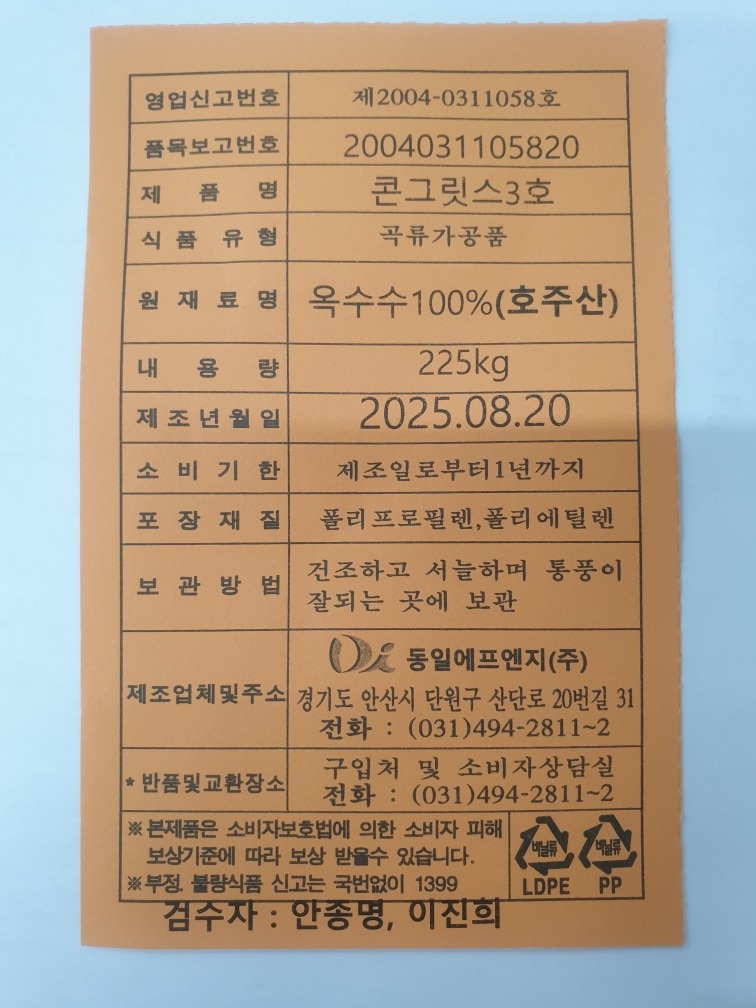 영업신고번호 제2004-0311058호
품목보고번호 2004031105820
제 품 명 콘그릿스3호
식 품 유 형 곡류가공품
원 재 료 명 옥수수100%(호주산)
내 용 량 225kg
제조년월일 2025.08.20
소 비 기 한 제조일로부터1년까지
포 장 재 질 폴리프로필렌,폴리에틸렌
보 관 방 법 건조하고 서늘하며 통풍이
잘되는 곳에 보관
Di 동일에프엔지(주)
제조업체및주소 경기도 안산시 단원구 산단로 20번길 31
전화 : (031)494-2811~2
* 반품및교환장소 구입처 및 소비자상담실
전화 : (031)494-2811~2
※본제품은 소비자보호법에 의한 소비자 피해
보상기준에 따라 보상 받을수 있습니다.
※부정, 불량식품 신고는 국번없이 1399
비닐류 비닐류
LDPE PP
검수자 : 안종명, 이진희